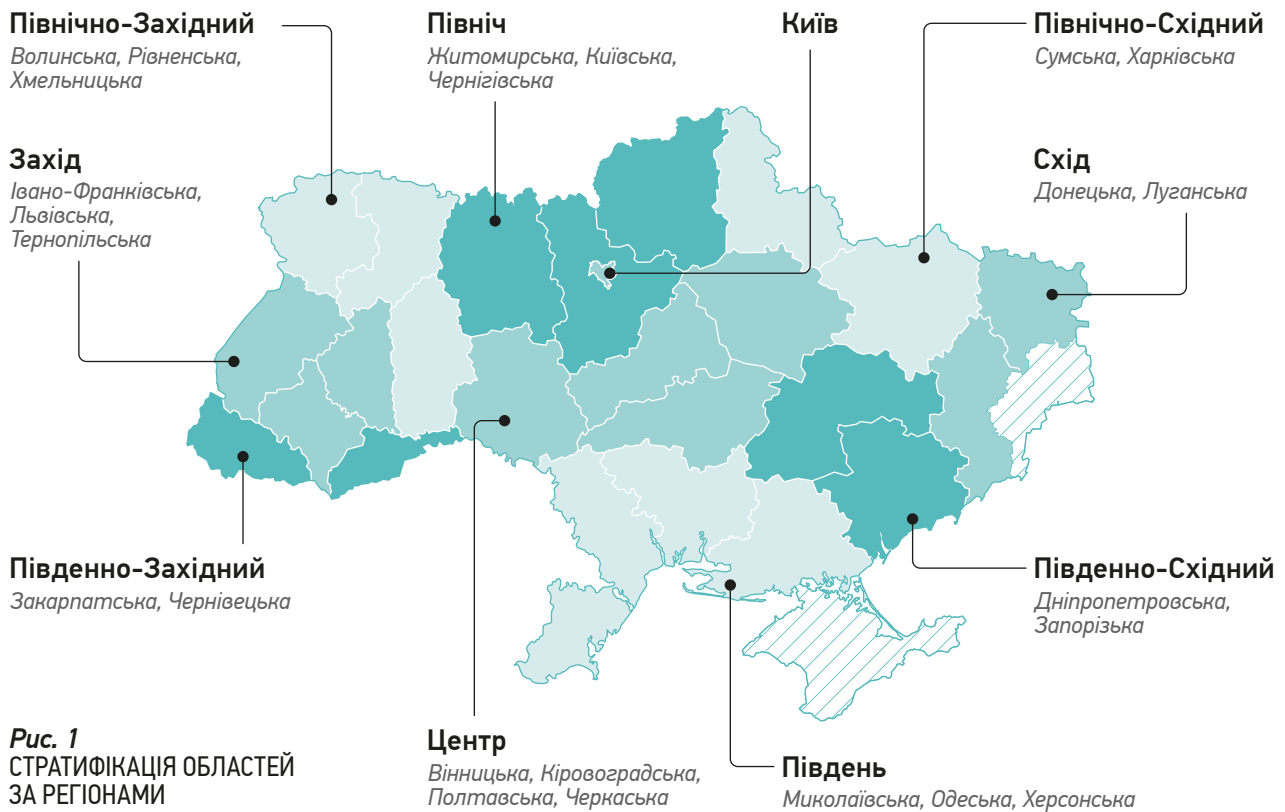 Північно-Західний
Волинська, Рівненська,
Хмельницька
Північ
Житомирська, Київська,
Чернігівська
Київ
Північно-Східний
Сумська, Харківська
Захід
Івано-Франківська,
Львівська,
Тернопільська
Схід
Донецька, Луганська
Південно-Західний
Закарпатська, Чернівецька
Південно-Східний
Дніпропетровська,
Запорізька
Рис. 1
СТРАТИФІКАЦІЯ ОБЛАСТЕЙ
ЗА РЕГІОНАМИ
Центр
Вінницька, Кіровоградська,
Полтавська, Черкаська
Південь
Миколаївська, Одеська, Херсонська